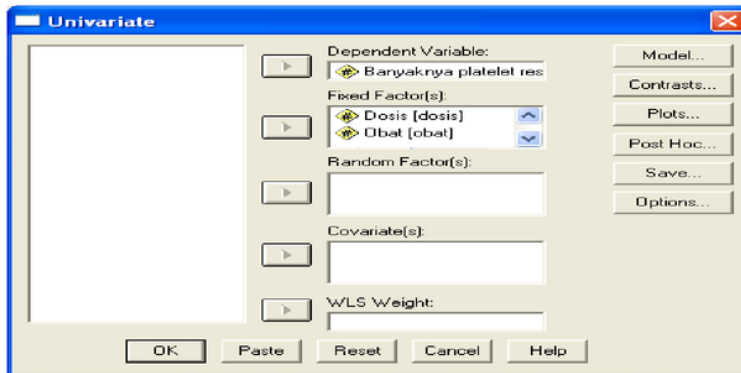 Univariate
Dependent Variable:
Banyaknya platelet res
Fixed Factor(s):
Dosis [dosis]
Obat [obat]
Random Factor(s):
Covariate(s):
WLS Weight:
Model...
Contrasts...
Plots...
Post Hoc...
Save...
Options...
OK
Paste
Reset
Cancel
Help